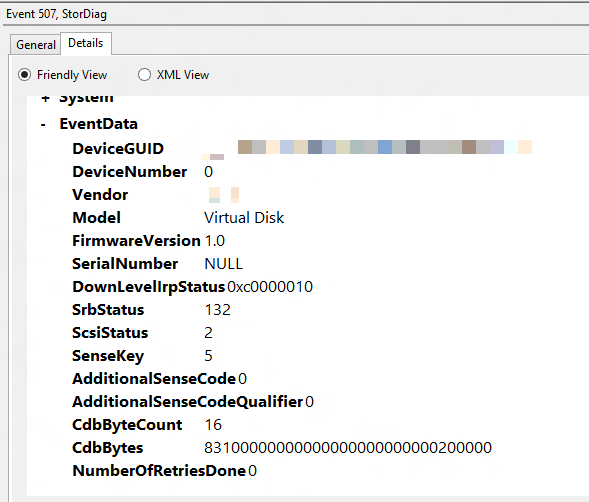 Event 507, StorDiag
General Details
Friendly View XML View
+ System
- EventData
DeviceGUID
DeviceNumber 0
Vendor
Model Virtual Disk
FirmwareVersion 1.0
SerialNumber NULL
DownLevelIrpStatus 0xc0000010
SrbStatus 132
ScsiStatus 2
SenseKey 5
AdditionalSenseCode 0
AdditionalSenseCodeQualifier 0
CdbByteCount 16
CdbBytes 83100000000000000000000000200000
NumberOfRetriesDone 0